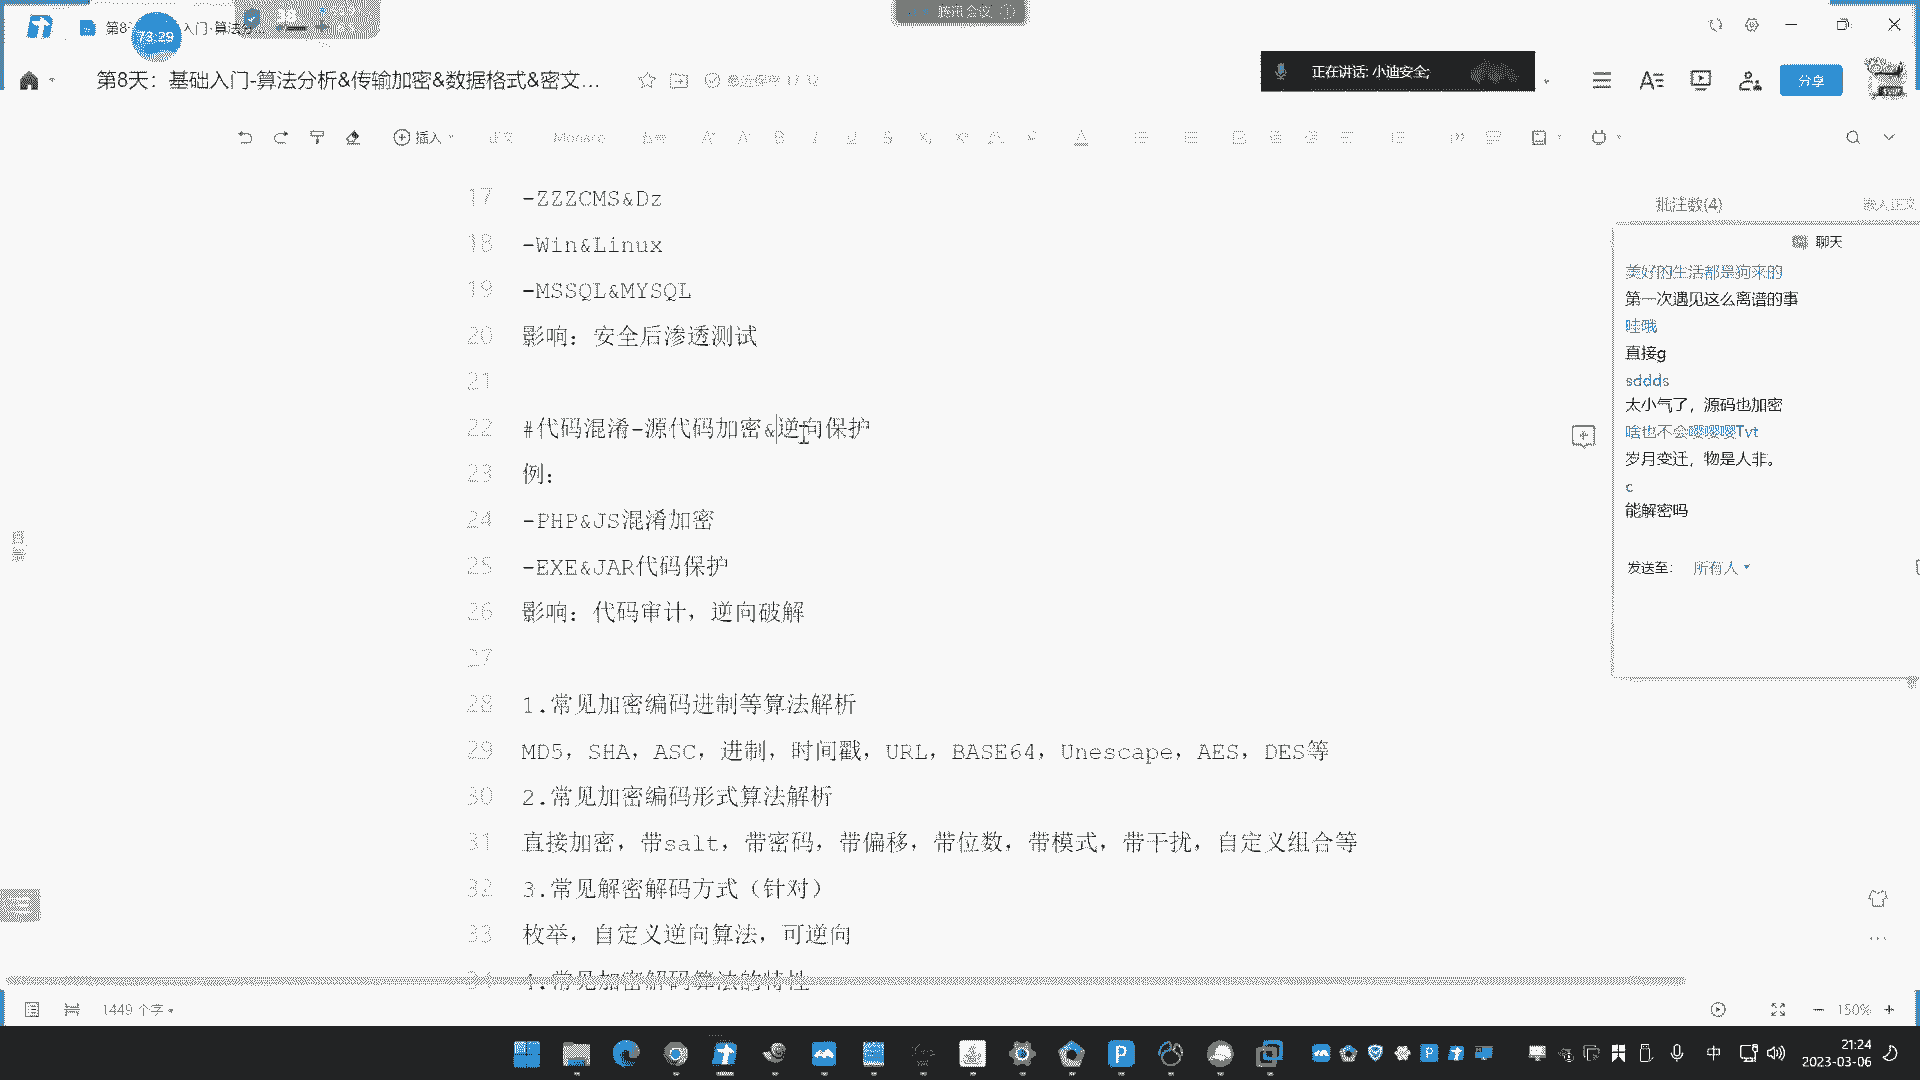 腾讯会议
第8天
入门-算法分
73:29
第8天：基础入门-算法分析&传输加密&数据格式&密文...
正在讲话: 小迪安全;
分享
插入
正文
Monaco
17 -ZZZCMS&Dz
18 -Win&Linux
19 -MSSQL&MYSQL
20 影响：安全后渗透测试
21
22 #代码混淆-源代码加密&逆向保护
23 例：
24 -PHP&JS混淆加密
25 -EXE&JAR代码保护
26 影响：代码审计，逆向破解
27
28 1.常见加密编码进制等算法解析
29 MD5，SHA，ASC，进制，时间戳，URL，BASE64，Unescape，AES，DES等
30 2.常见加密编码形式算法解析
31 直接加密，带salt，带密码，带偏移，带位数，带模式，带干扰，自定义组合等
32 3.常见解密解码方式（针对）
33 枚举，自定义逆向算法，可逆向
34 4.常见加密解码算法的特性
批注数(4)
聊天
美好的生活都是狗来的
第一次遇见这么离谱的事
哇哦
直接g
sddds
太小气了，源码也加密
啥也不会嘤嘤嘤Tvt
岁月变迁，物是人非。
c
能解密吗
发送至： 所有人
1449 个字
150%
中
21:24
2023-03-06